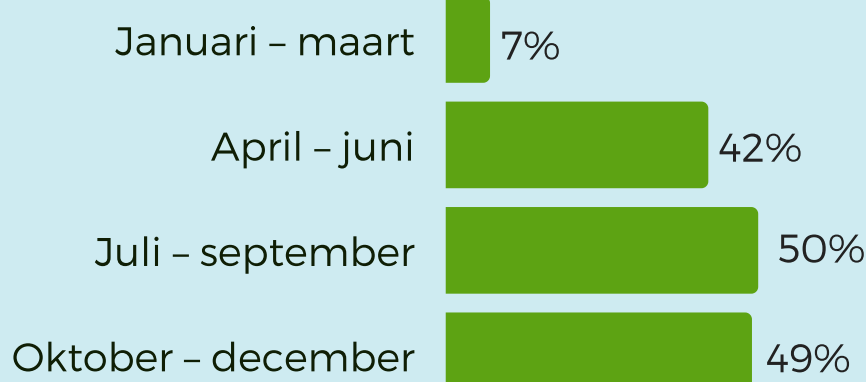 Januari – maart 7%
April – juni 42%
Juli – september 50%
Oktober – december 49%